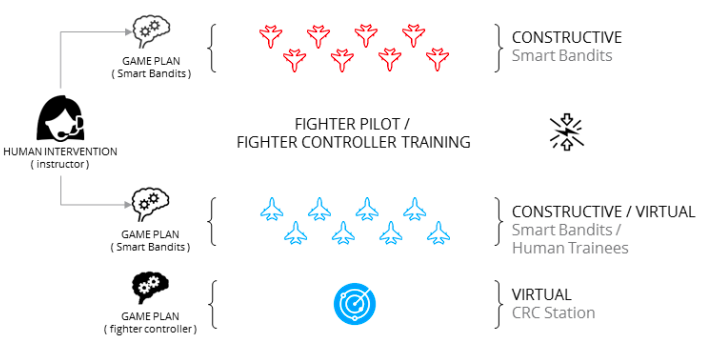 GAME PLAN
( Smart Bandits )
CONSTRUCTIVE
Smart Bandits
HUMAN INTERVENTION
( instructor )
FIGHTER PILOT /
FIGHTER CONTROLLER TRAINING
GAME PLAN
( Smart Bandits )
CONSTRUCTIVE / VIRTUAL
Smart Bandits /
Human Trainees
GAME PLAN
( fighter controller )
VIRTUAL
CRC Station